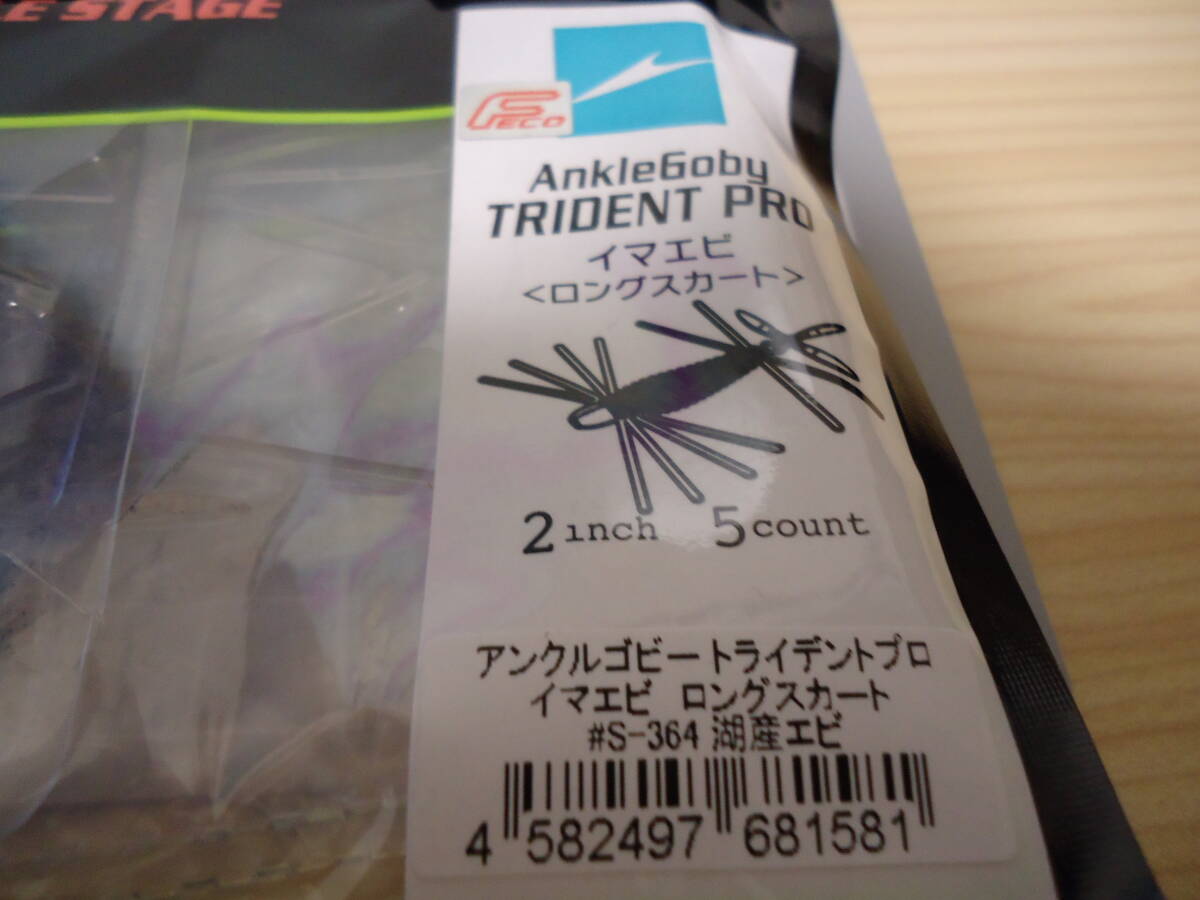 E STAGE
FECO
AnkleGoby
TRIDENT PRO
イマエビ
<ロングスカート>
2 inch 5 count
アンクルゴビートライデントプロ
イマエビ ロングスカート
#S-364 湖産エビ
4 582497 681581